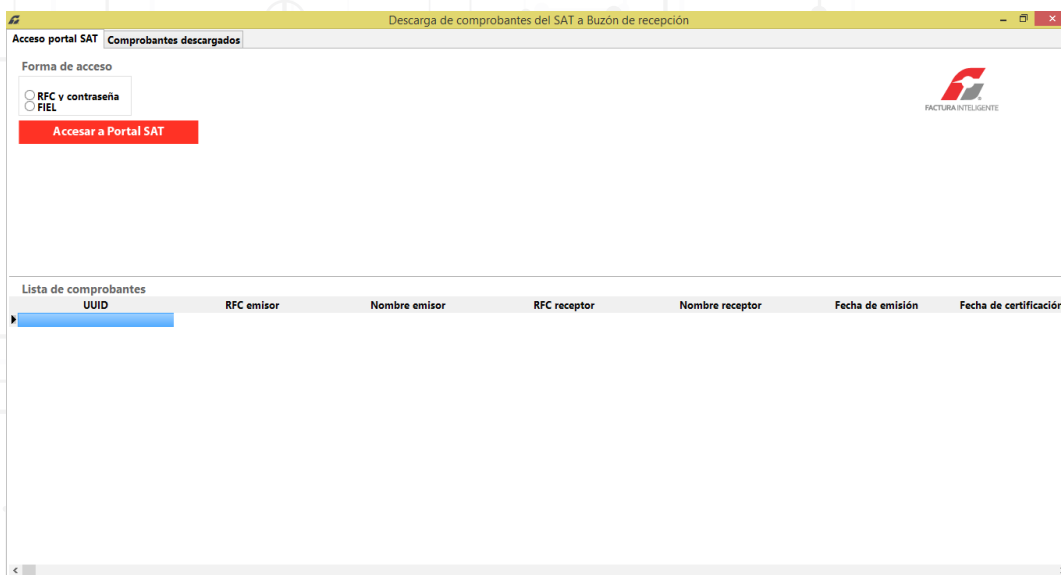 Descarga de comprobantes del SAT a Buzón de recepción
Acceso portal SAT Comprobantes descargados
Forma de acceso
RFC y contraseña
FIEL
Accesar a Portal SAT
FACTURA INTELIGENTE
Lista de comprobantes
UUID RFC emisor Nombre emisor RFC receptor Nombre receptor Fecha de emisión Fecha de certificación